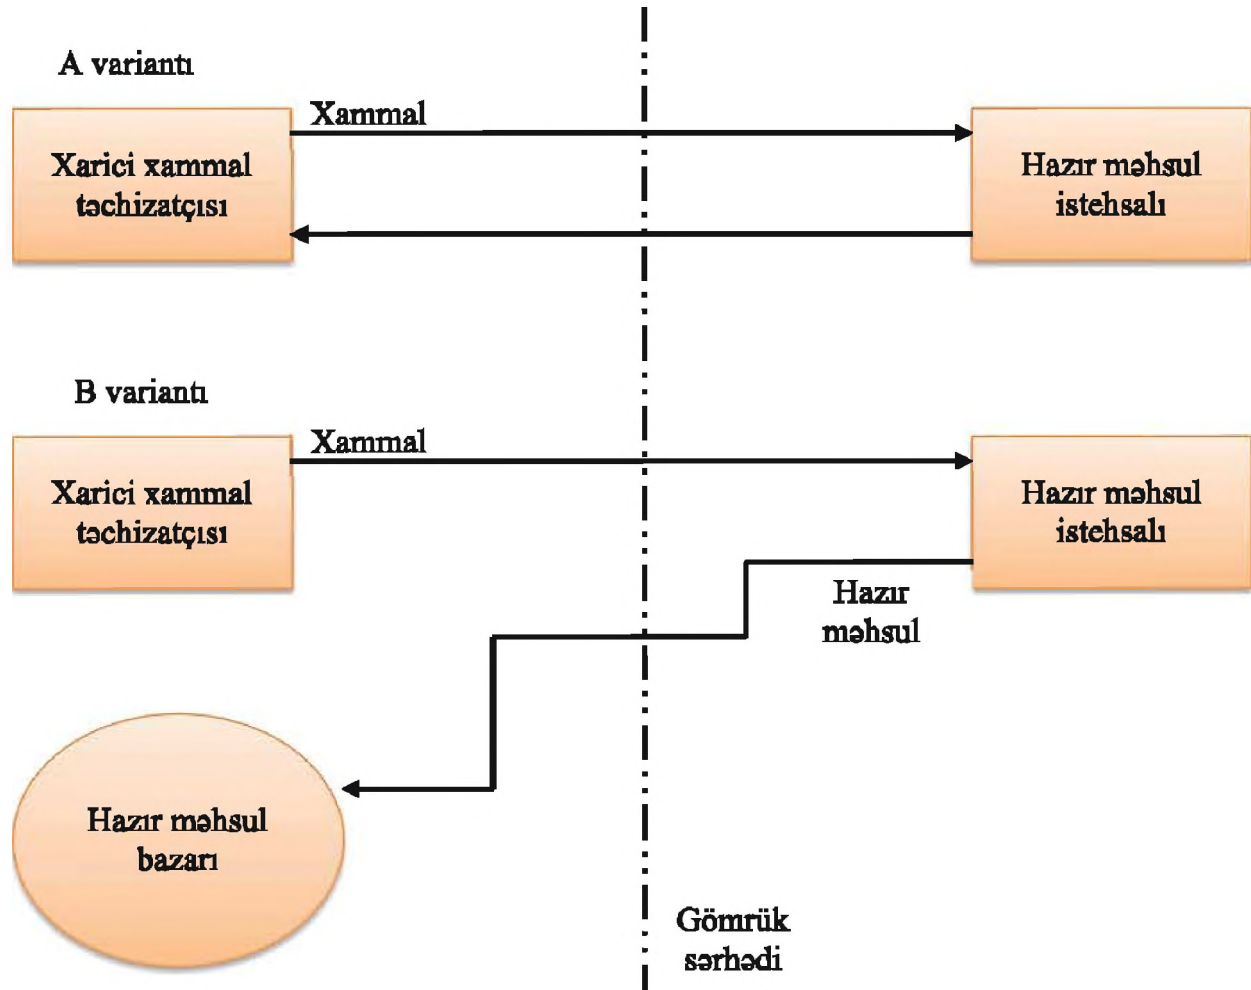 A variantı
Xammal
Xarici xammal
təchizatçısı
Hazır məhsul
istehsalı
B variantı
Xammal
Xarici xammal
təchizatçısı
Hazır məhsul
istehsalı
Hazır
məhsul
Hazır məhsul
bazarı
Gömrük
sərhədi